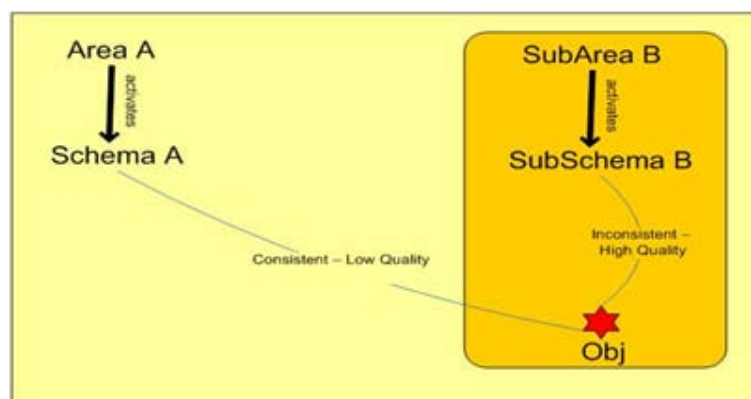 Area A
activates
Schema A
Consistent – Low Quality
SubArea B
activates
SubSchema B
Inconsistent –
High Quality
Obj